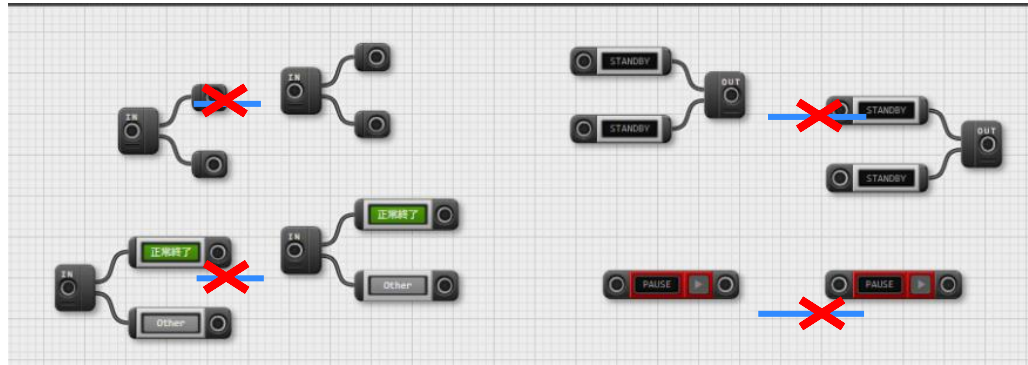 IN
IN
STANDBY
OUT
STANDBY
STANDBY
OUT
STANDBY
正常終了
IN
正常終了
IN
Other
Other
PAUSE
PAUSE